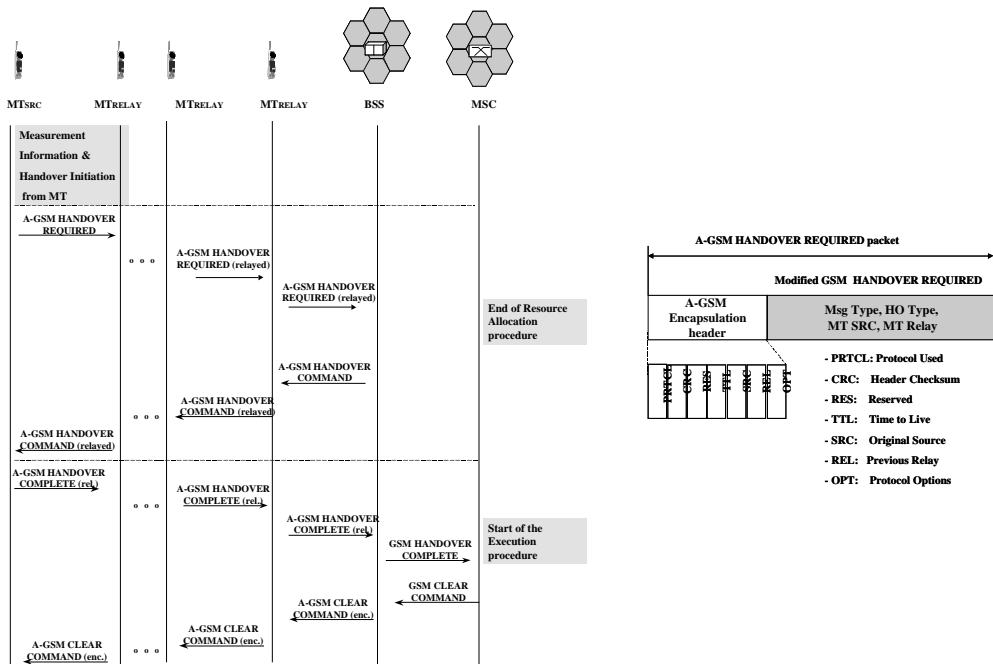 MTSRC MTRELAY MTRELAY MTRELAY BSS MSC
Measurement
Information &
Handover Initiation
from MT
A-GSM HANDOVER
REQUIRED
o o o
A-GSM HANDOVER
REQUIRED (relayed)
A-GSM HANDOVER
REQUIRED (relayed)
End of Resource
Allocation
procedure
A-GSM HANDOVER
COMMAND
A-GSM HANDOVER
COMMAND (relayed)
o o o
A-GSM HANDOVER
COMMAND (relayed)
A-GSM HANDOVER
COMPLETE (rel.)
o o o
A-GSM HANDOVER
COMPLETE (rel.)
A-GSM HANDOVER
COMPLETE (rel.)
Start of the
Execution
procedure
GSM HANDOVER
COMPLETE
GSM CLEAR
COMMAND
A-GSM CLEAR
COMMAND (enc.)
A-GSM CLEAR
COMMAND (enc.)
o o o
A-GSM CLEAR
COMMAND (enc.)
A-GSM HANDOVER REQUIRED packet
Modified GSM HANDOVER REQUIRED
A-GSM
Encapsulation
header
Msg Type, HO Type,
MT SRC, MT Relay
PRTCL
CRC
RES
TTL
SRC
REL
OPT
- PRTCL: Protocol Used
- CRC: Header Checksum
- RES: Reserved
- TTL: Time to Live
- SRC: Original Source
- REL: Previous Relay
- OPT: Protocol Options